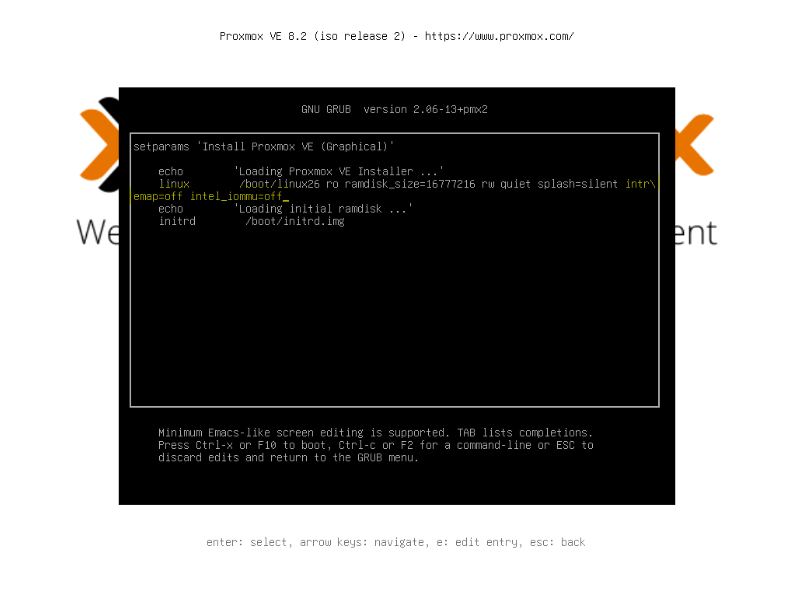 Proxmox VE 8.2 (iso release 2) - https://www.proxmox.com/
GNU GRUB version 2.06-13+pmx2
We
ent
setparams 'Install Proxmox VE (Graphical)'
echo 'Loading Proxmox VE Installer ...'
linux /boot/linux26 ro ramdisk_size=16777216 rw quiet splash=silent intr\
emap=off intel_iommu=off_
echo 'Loading initial ramdisk ...'
initrd /boot/initrd.img
Minimum Emacs-like screen editing is supported. TAB lists completions.
Press Ctrl-x or F10 to boot, Ctrl-c or F2 for a command-line or ESC to
discard edits and return to the GRUB menu.
enter: select, arrow keys: navigate, e: edit entry, esc: back